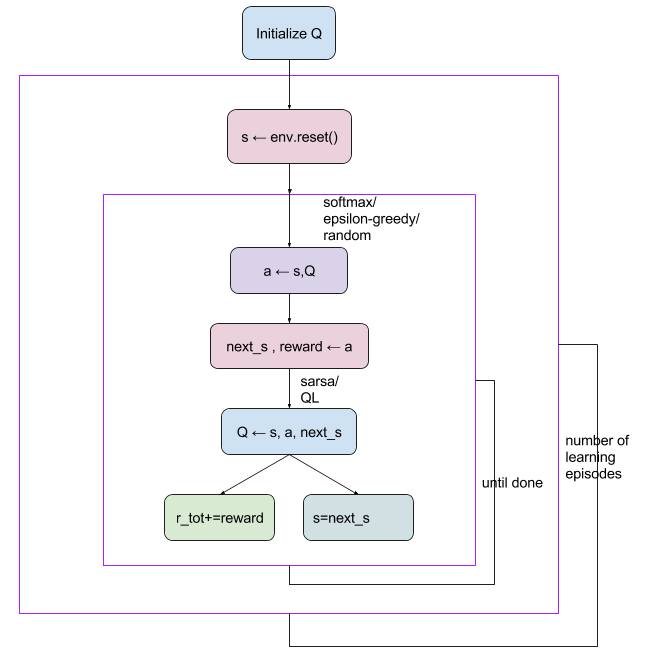 Initialize Q
s ← env.reset()
softmax/
epsilon-greedy/
random
a ← s,Q
next_s , reward ← a
sarsa/
QL
Q ← s, a, next_s
r_tot+=reward
s=next_s
until done
number of
learning
episodes